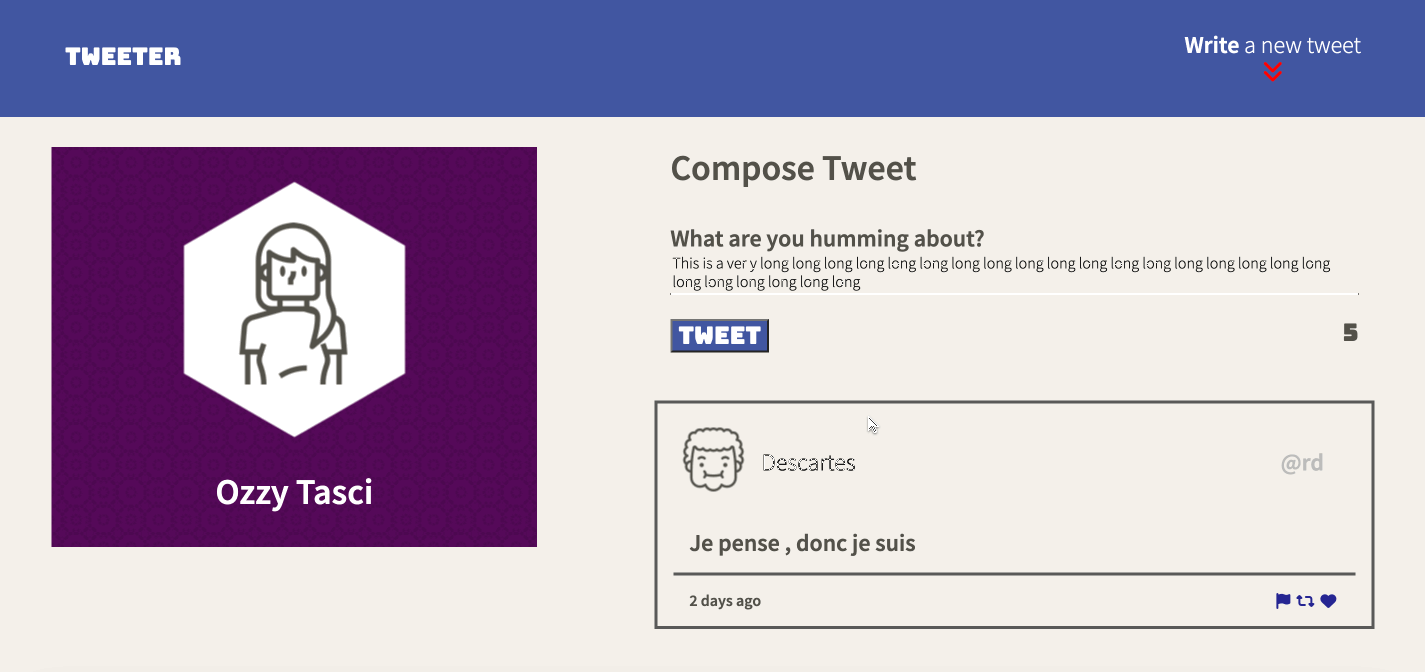 TWEETER
Write a new tweet
Compose Tweet
What are you humming about?
This is a ver y long long long long long long long long long long long long long long long long long long
long long long long long long
TWEET
5
Ozzy Tasci
Descartes
@rd
Je pense , donc je suis
2 days ago